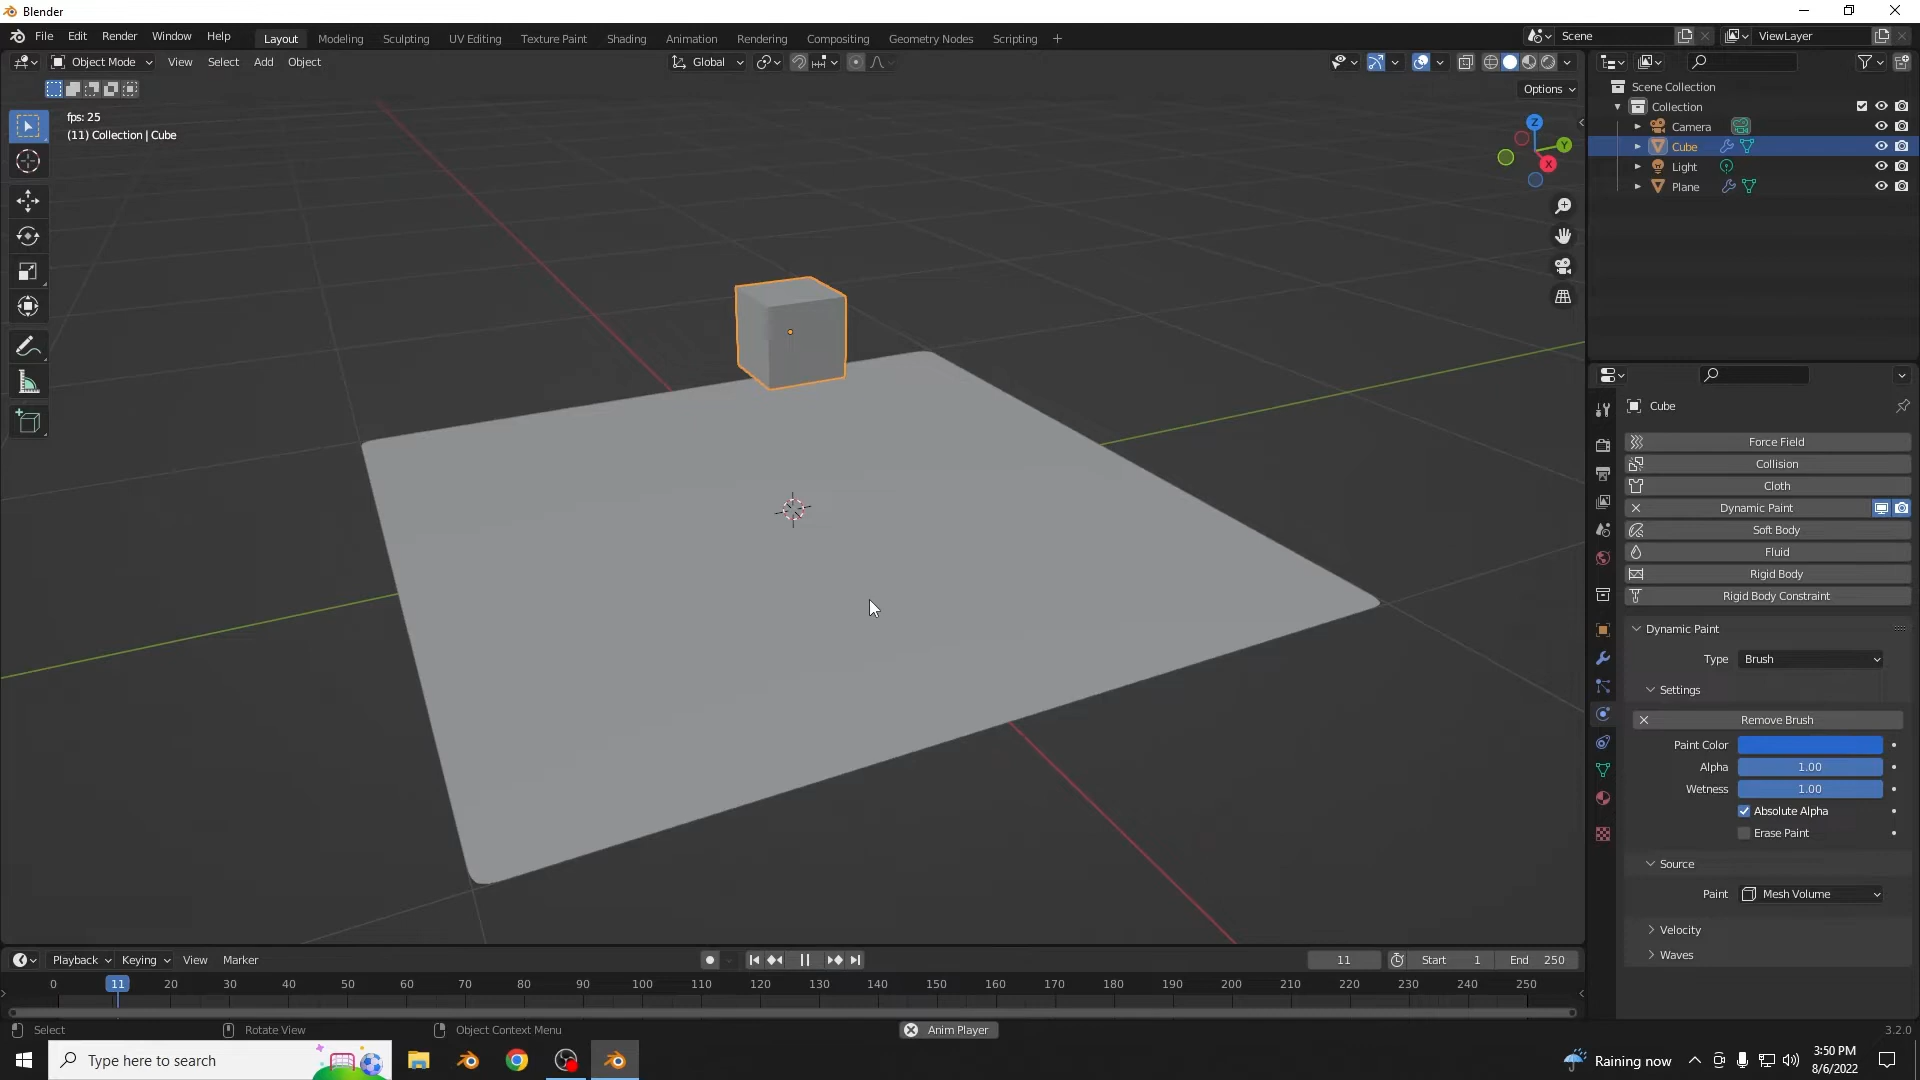 Blender
File Edit Render Window Help
Layout Modeling Sculpting UV Editing Texture Paint Shading Animation Rendering Compositing Geometry Nodes Scripting +
Scene
ViewLayer
Object Mode View Select Add Object
Global
Options
fps: 25
(11) Collection | Cube
Z
Y
X
Scene Collection
Collection
Camera
Cube
Light
Plane
Cube
Force Field
Collision
Cloth
Dynamic Paint
Soft Body
Fluid
Rigid Body
Rigid Body Constraint
Dynamic Paint
Type Brush
Settings
Remove Brush
Paint Color
Alpha 1.00
Wetness 1.00
Absolute Alpha
Erase Paint
Source
Paint Mesh Volume
Velocity
Waves
Playback Keying View Marker
11
Start 1 End 250
0 11 20 30 40 50 60 70 80 90 100 110 120 130 140 150 160 170 180 190 200 210 220 230 240 250
Select Rotate View Object Context Menu
Anim Player
3.2.0
Type here to search
Raining now
3:50 PM
8/6/2022